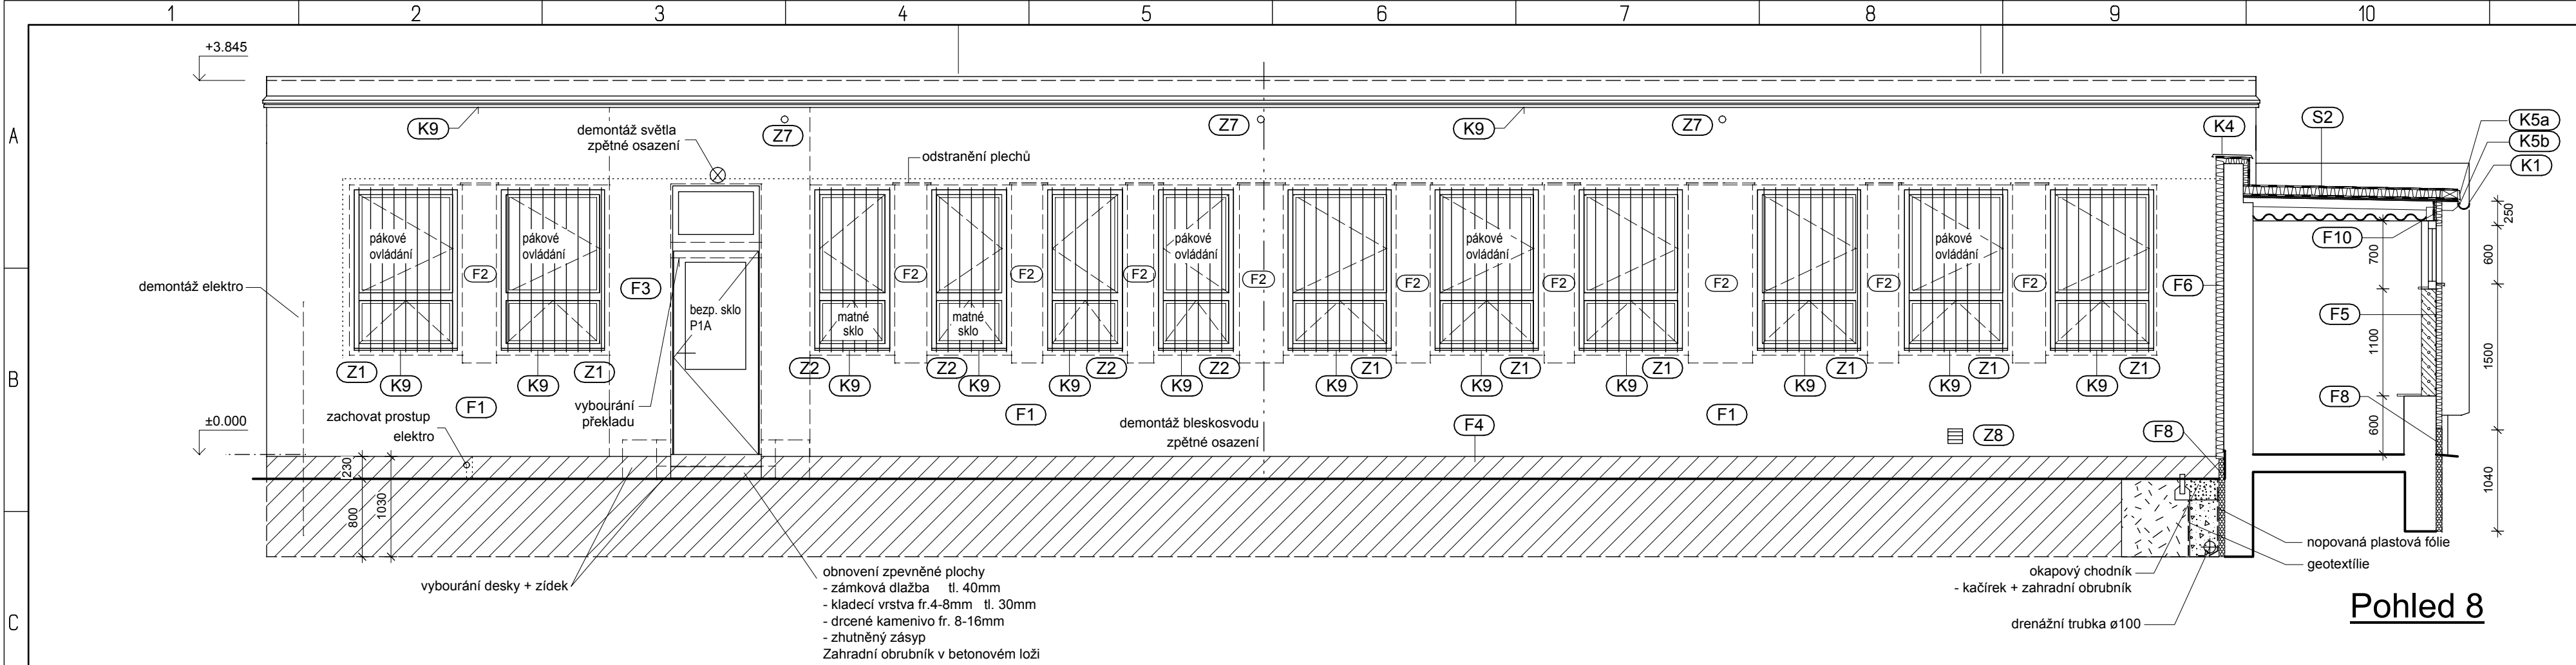 1 2 3 4 5 6 7 8 9 10
A
B
C
+3.845
K9
demontáž světla
zpětné osazení
Z7
odstranění plechů
Z7
K9
Z7
K4
S2
K5a
K5b
K1
250
F10
700
600
pákové
ovládání
pákové
ovládání
pákové
ovládání
pákové
ovládání
pákové
ovládání
demontáž elektro
F2
F3
F2
F2
F2
F2
F2
F2
F2
F2
F2
F6
bezp. sklo
P1A
matné
sklo
matné
sklo
F5
1100
1500
Z1
K9
K9
Z1
Z2
K9
Z2
K9
K9
Z2
K9
Z2
K9
Z1
K9
Z1
K9
Z1
K9
Z1
K9
Z1
K9
Z1
F8
600
F1
vybourání
překladu
F1
F1
zachovat prostup
elektro
±0.000
demontáž bleskosvodu
zpětné osazení
F4
Z8
F8
230
800
1030
1040
nopovaná plastová fólie
geotextílie
vybourání desky + zídek
obnovení zpevněné plochy
- zámková dlažba tl. 40mm
- kladecí vrstva fr.4-8mm tl. 30mm
- drcené kamenivo fr. 8-16mm
- zhutněný zásyp
Zahradní obrubník v betonovém loži
okapový chodník
- kačírek + zahradní obrubník
drenážní trubka ø100
Pohled 8